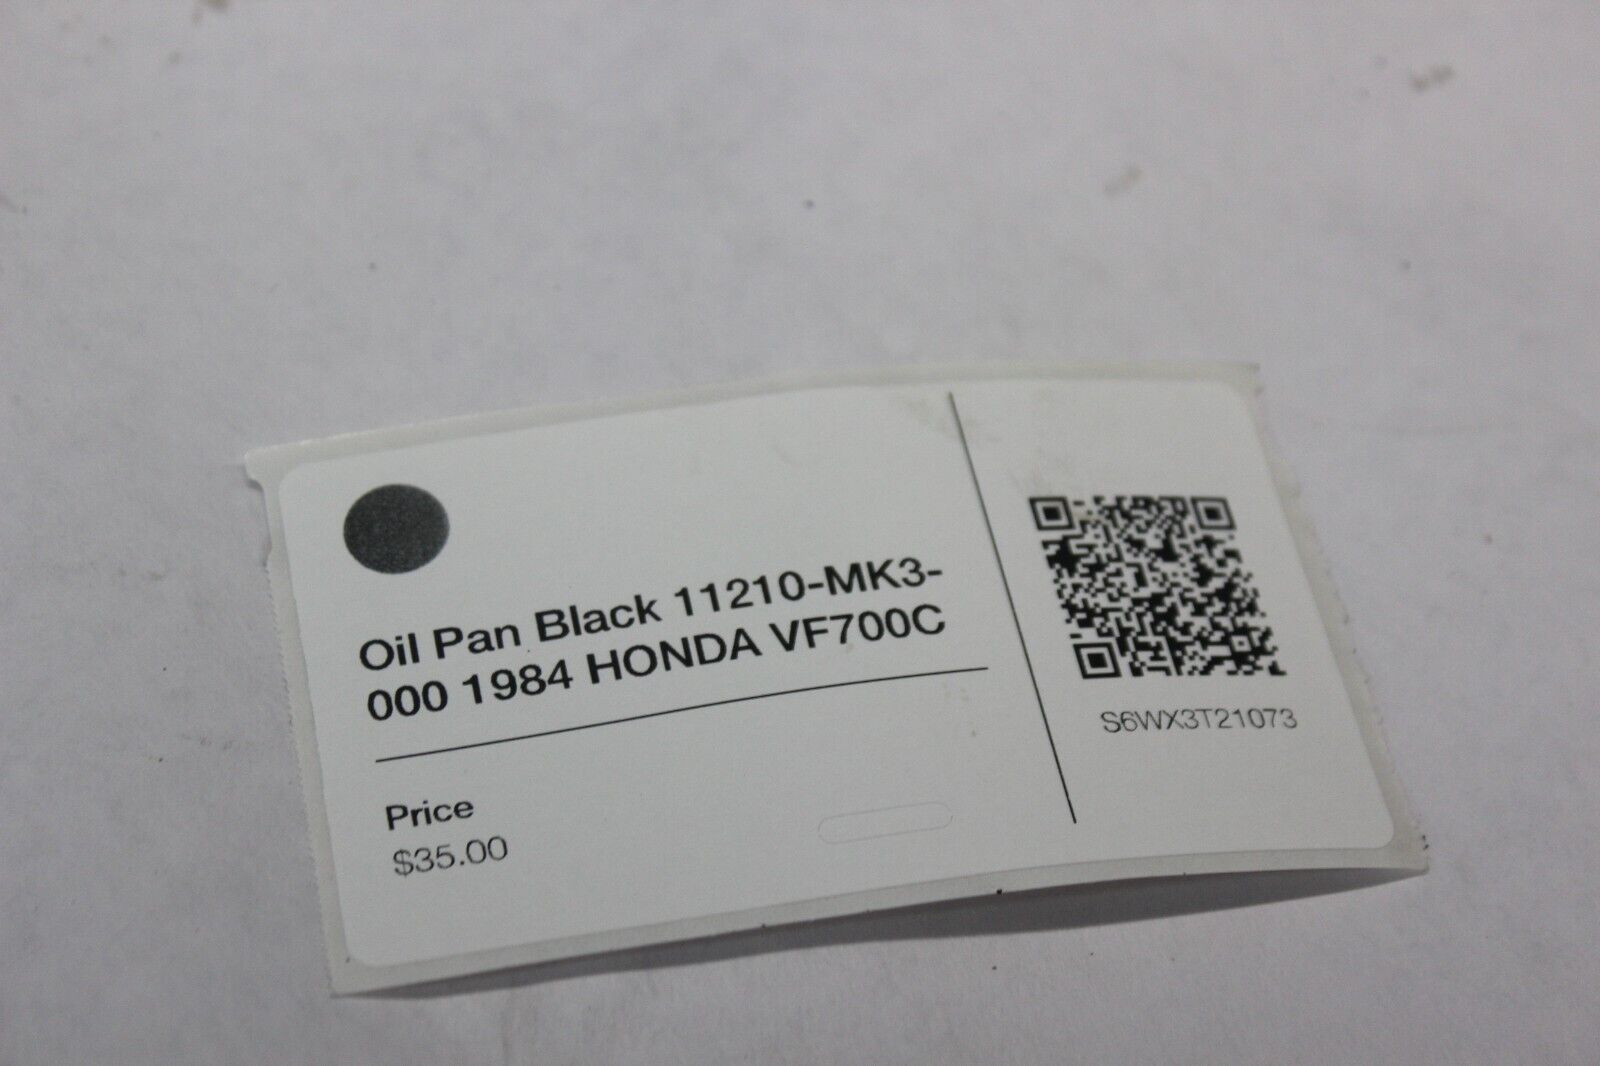 Oil Pan Black 11210-MK3-
000 1984 HONDA VF700C
Price
$35.00
S6WX3T21073